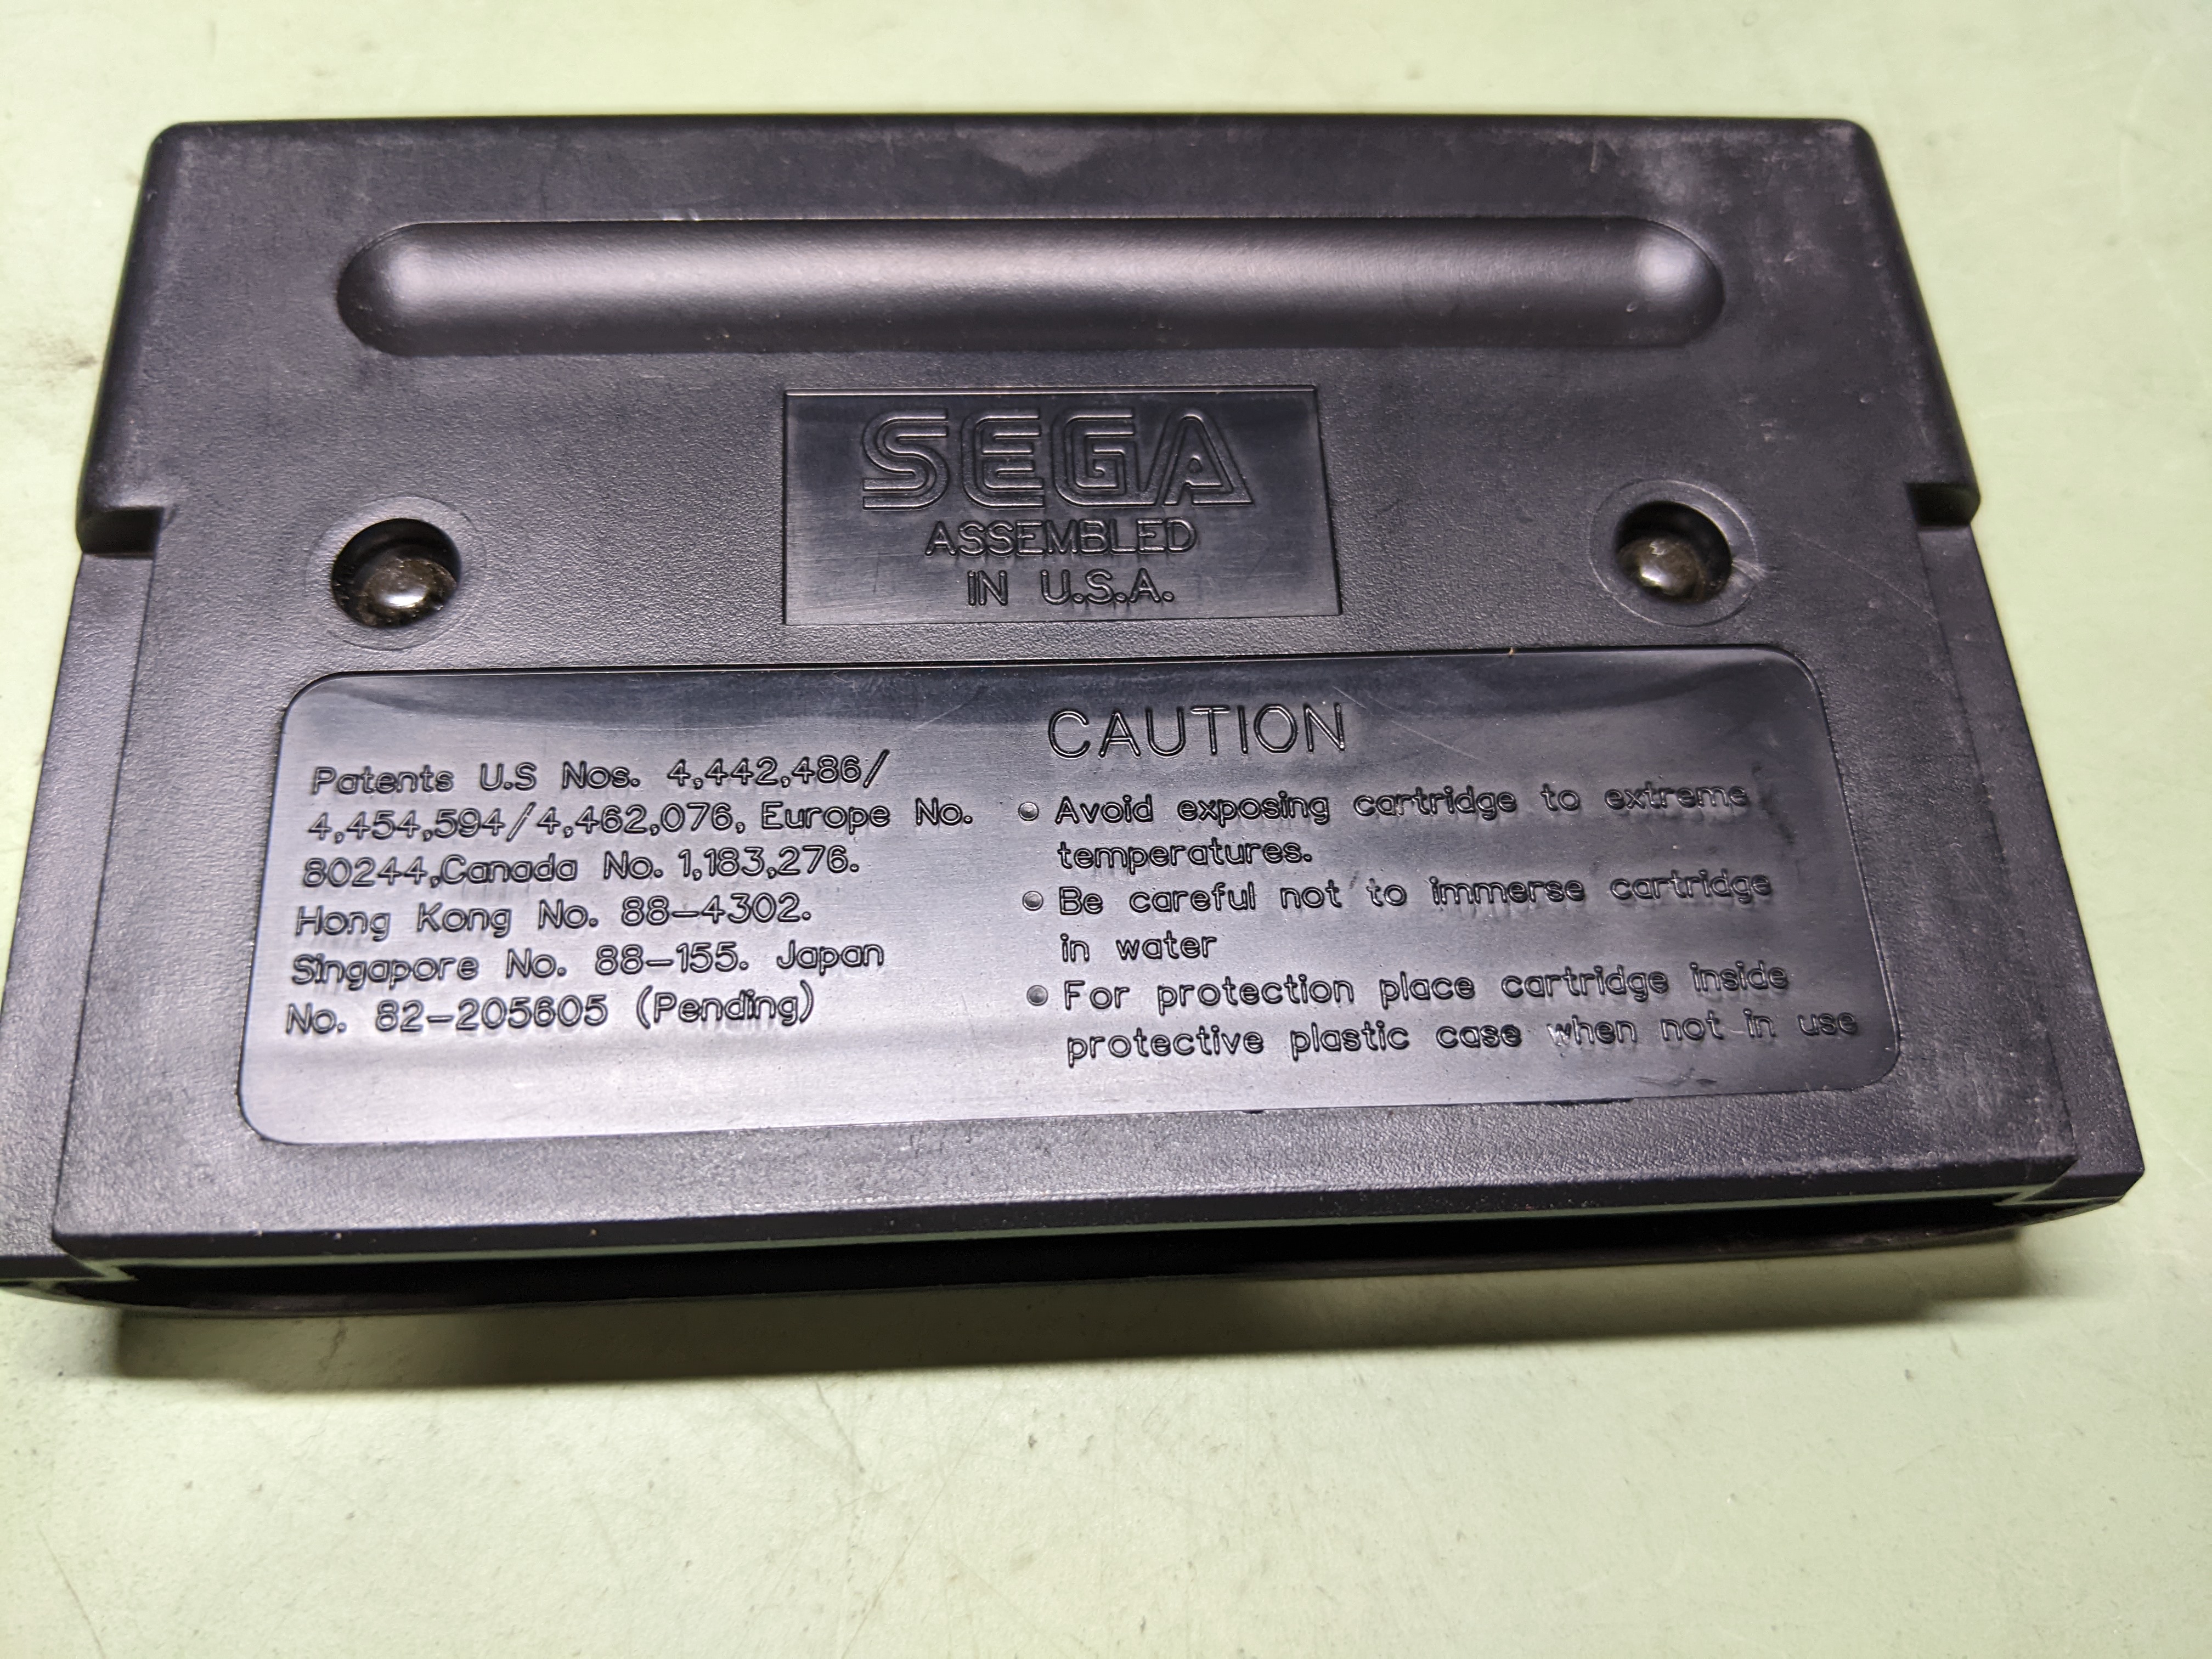 SEGA
ASSEMBLED
IN U.S.A.
Patents U.S Nos. 4,442,486/
4,454,594/4,462,076, Europe No.
80244,Canada No. 1,183,276.
Hong Kong No. 88-4302.
Singapore No. 88-155. Japan
No. 82-205605 (Pending)
CAUTION
• Avoid exposing cartridge to extreme
temperatures.
• Be careful not to immerse cartridge
in water
• For protection place cartridge inside
protective plastic case when not in use